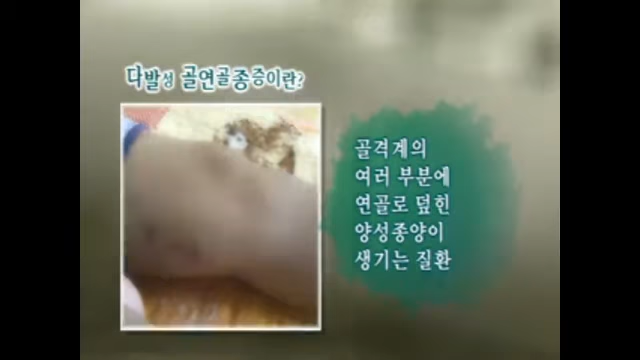 다발성 골연골종증이란?
골격계의
여러 부분에
연골로 덮힌
양성종양이
생기는 질환